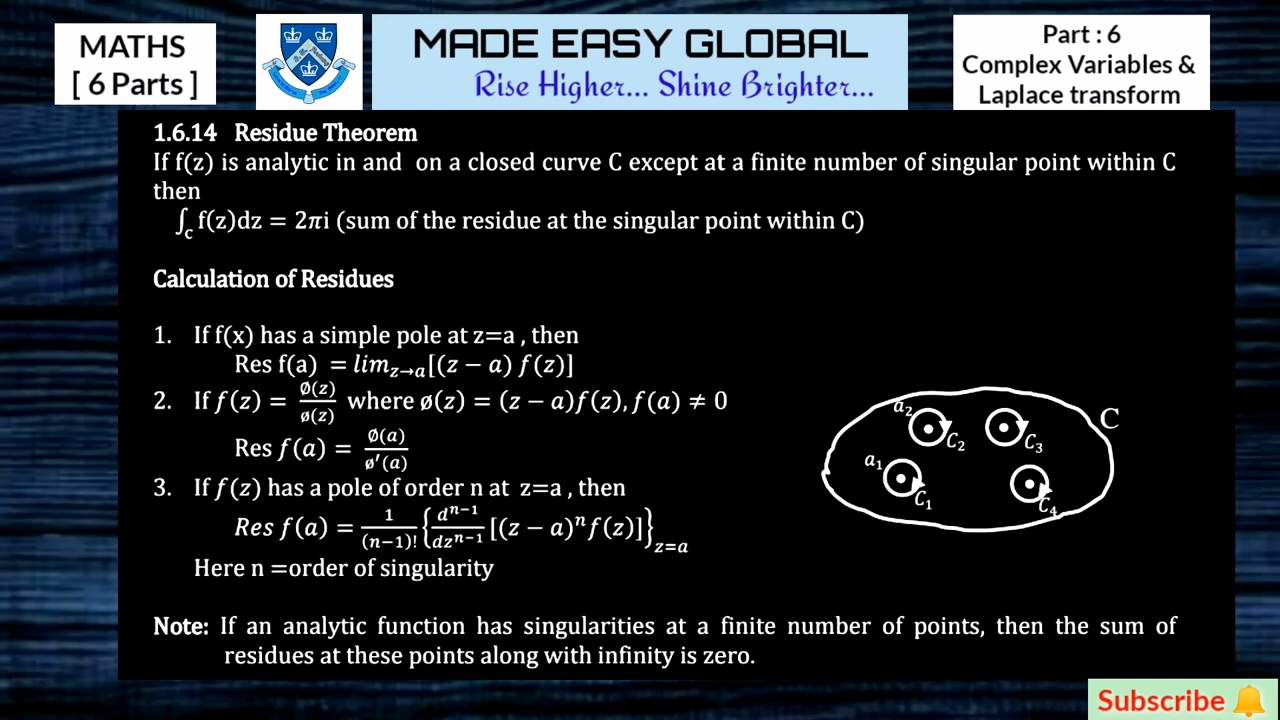 MATHS
[ 6 Parts ]
MADE EASY GLOBAL
Rise Higher... Shine Brighter...
Part : 6
Complex Variables &
Laplace transform
1.6.14 Residue Theorem
If f(z) is analytic in and on a closed curve C except at a finite number of singular point within C
then
∫_c f(z)dz = 2πi (sum of the residue at the singular point within C)
Calculation of Residues
1. If f(x) has a simple pole at z=a , then
Res f(a) = lim_{z→a}[(z − a) f(z)]
2. If f(z) = Ø(z)/ø(z) where ø(z) = (z − a)f(z), f(a) ≠ 0
Res f(a) = Ø(a)/ø′(a)
3. If f(z) has a pole of order n at z=a , then
Res f(a) = 1/(n−1)! {d^{n−1}/dz^{n−1} [(z − a)^n f(z)]}_{z=a}
Here n =order of singularity
a₂
C₂
C₃
C
a₁
C₁
C₄
Note: If an analytic function has singularities at a finite number of points, then the sum of
residues at these points along with infinity is zero.
Subscribe